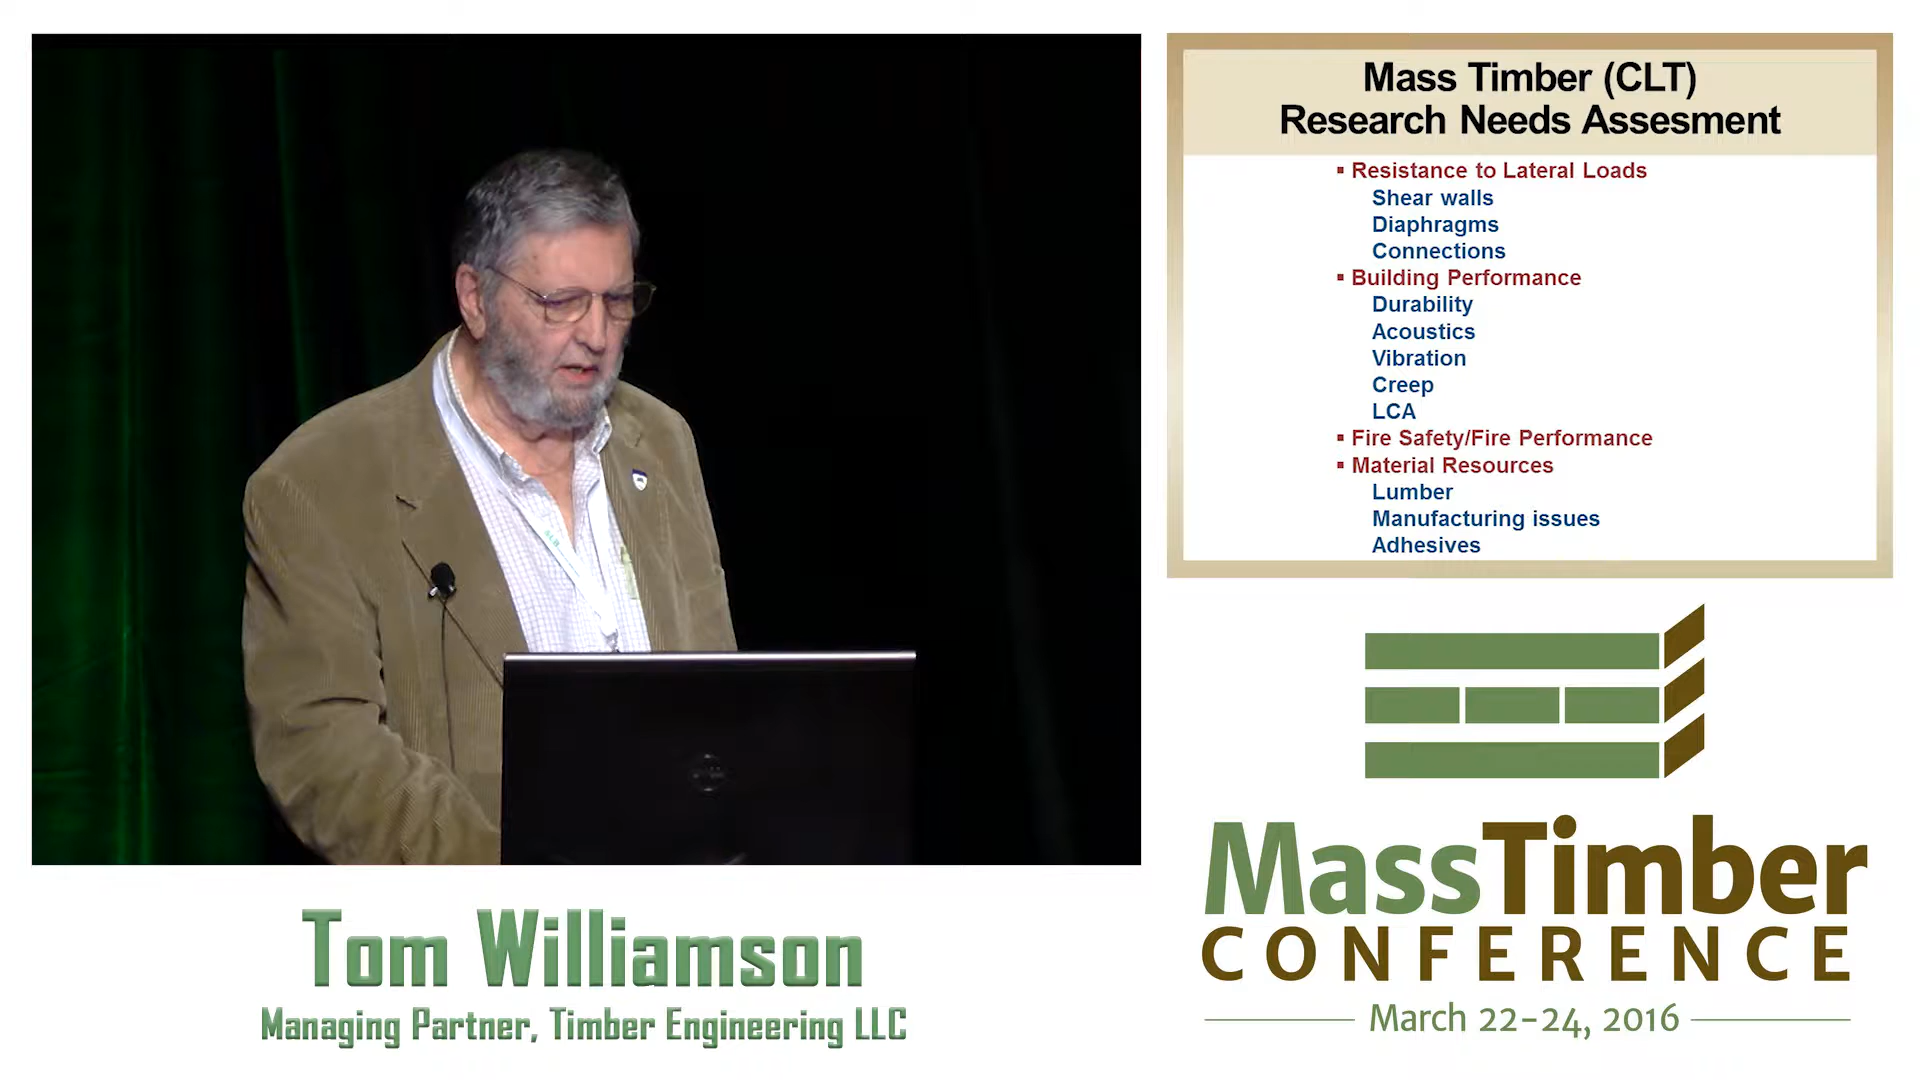 Mass Timber (CLT)
Research Needs Assesment
▪ Resistance to Lateral Loads
Shear walls
Diaphragms
Connections
▪ Building Performance
Durability
Acoustics
Vibration
Creep
LCA
▪ Fire Safety/Fire Performance
▪ Material Resources
Lumber
Manufacturing issues
Adhesives
MassTimber
CONFERENCE
March 22-24, 2016
Tom Williamson
Managing Partner, Timber Engineering LLC